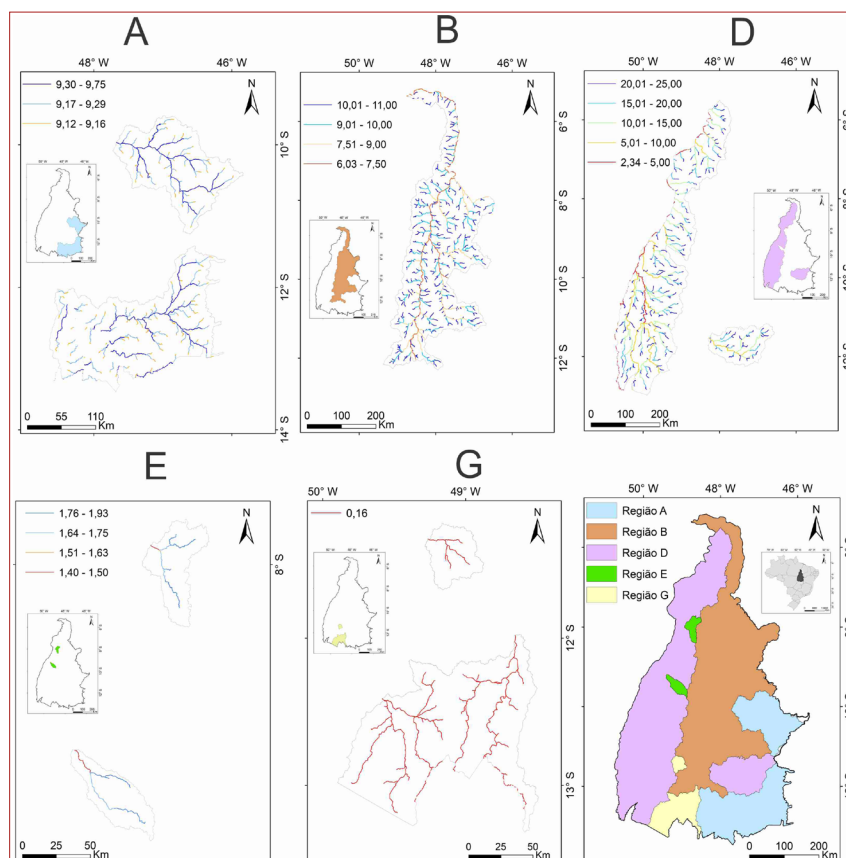 A
48° W
46° W
N
9,30 - 9,75
9,17 - 9,29
9,12 - 9,16
10° S
12° S
14° S
0 55 110
Km
B
50° W
48° W
46° W
N
10,01 - 11,00
9,01 - 10,00
7,51 - 9,00
6,03 - 7,50
6° S
8° S
10° S
12° S
0 100 200
Km
D
50° W
48° W
46° W
N
20,01 - 25,00
15,01 - 20,00
10,01 - 15,00
5,01 - 10,00
2,34 - 5,00
0 100 200
Km
E
N
1,76 - 1,93
1,64 - 1,75
1,51 - 1,63
1,40 - 1,50
8° S
0 25 50
Km
G
50° W
49° W
N
0,16
12° S
13° S
0 25 50
Km
50° W
48° W
46° W
N
Região A
Região B
Região D
Região E
Região G
0 100 200
Km